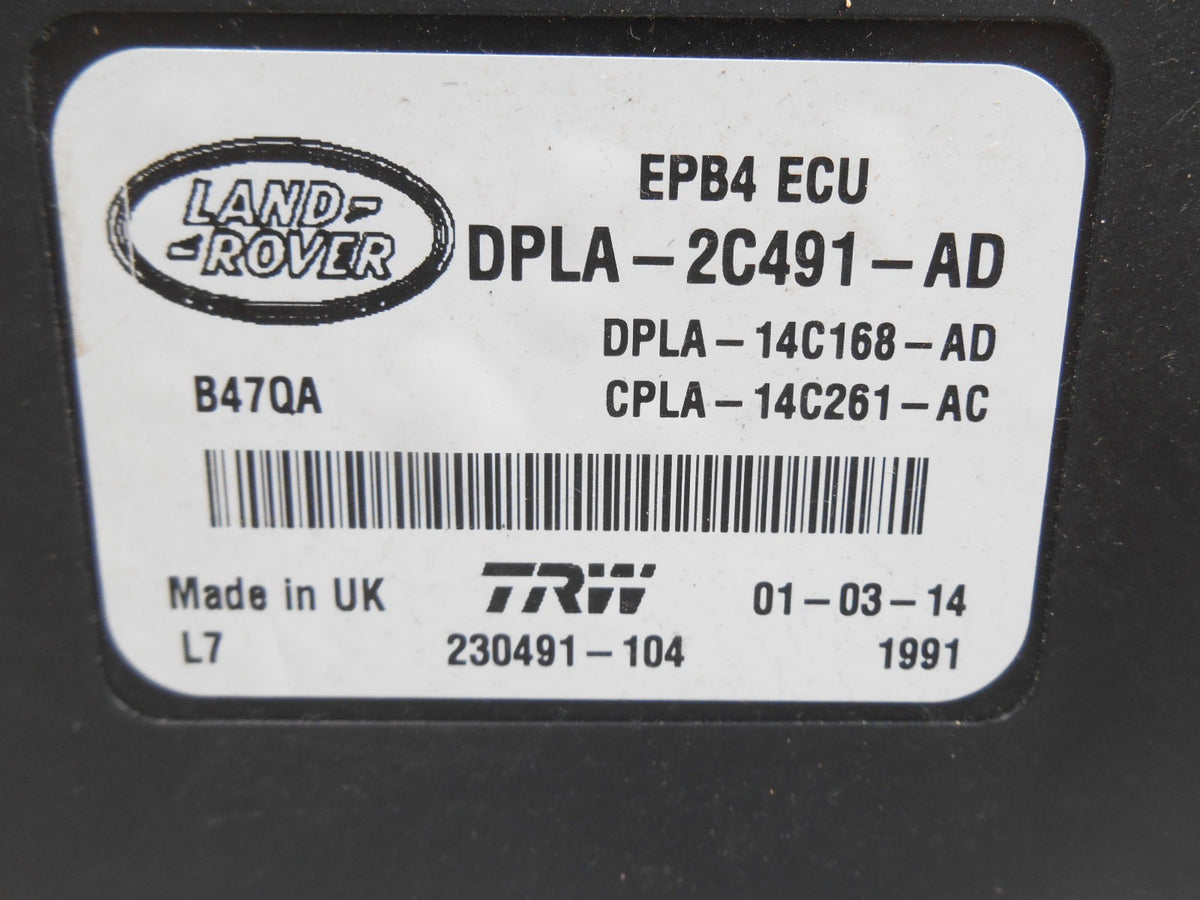 LAND-
-ROVER
EPB4 ECU
DPLA-2C491-AD
DPLA-14C168-AD
B47QA
CPLA-14C261-AC
Made in UK
TRW
01-03-14
L7
230491-104
1991